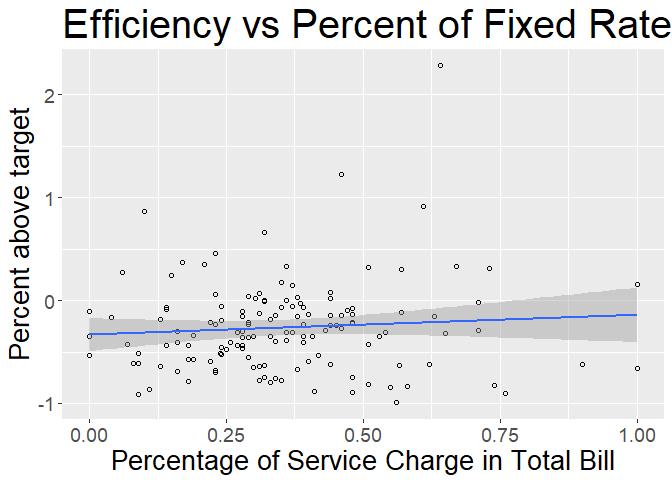 Efficiency vs Percent of Fixed Rate
Percent above target
2
1
0
-1
0.00 0.25 0.50 0.75 1.00
Percentage of Service Charge in Total Bill